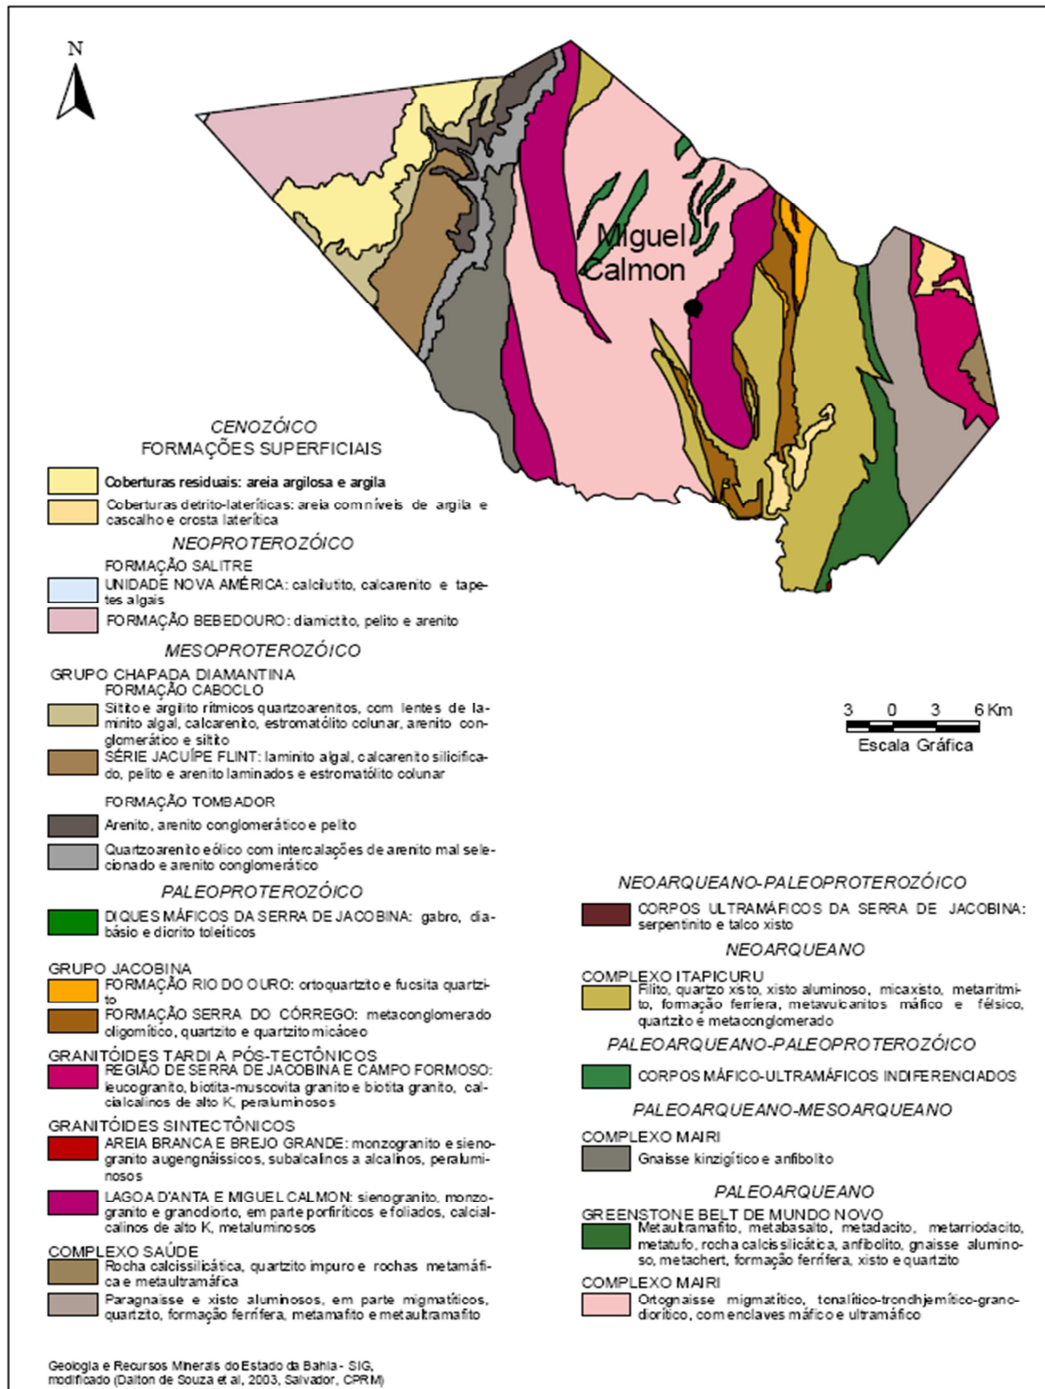 N
Miguel
Calmon
CENOZÓICO
FORMAÇÕES SUPERFICIAIS
Coberturas residuais: areia argilosa e argila
Coberturas detrito-lateríticas: areia com níveis de argila e
cascalho e crosta laterítica
NEOPROTEROZÓICO
FORMAÇÃO SALITRE
UNIDADE NOVA AMÉRICA: calcilutito, calcarenito e tape-
tes algais
FORMAÇÃO BEBEDOURO: diamictito, pelito e arenito
MESOPROTEROZÓICO
GRUPO CHAPADA DIAMANTINA
FORMAÇÃO CABOCLO
Siltito e argilito rítmicos quartzoarenitos, com lentes de la-
minito algal, calcarenito, estromatólito colunar, arenito con-
glomerático e siltito
SÉRIE JACUÍPE FLINT: laminito algal, calcarenito silicifica-
do, pelito e arenito laminados e estromatólito colunar
FORMAÇÃO TOMBADOR
Arenito, arenito conglomerático e pelito
Quartzoarenito eólico com intercalações de arenito mal sele-
cionado e arenito conglomerático
PALEOPROTEROZÓICO
DIQUES MÁFICOS DA SERRA DE JACOBINA: gabro, dia-
básio e diorito toleíticos
GRUPO JACOBINA
FORMAÇÃO RIO DO OURO: ortoquartzito e fucsita quartzi-
to
FORMAÇÃO SERRA DO CÓRREGO: metaconglomerado
oligomítico, quartzito e quartzito micáceo
GRANITÓIDES TARDI A PÓS-TECTÔNICOS
REGIÃO DE SERRA DE JACOBINA E CAMPO FORMOSO:
leucogranito, biotita-muscovita granito e biotita granito, cal-
cialcalinos de alto K, peraluminosos
GRANITÓIDES SINTECTÔNICOS
AREIA BRANCA E BREJO GRANDE: monzogranito e sieno-
granito augengnáissicos, subalcalinos a alcalinos, peralumi-
nosos
LAGOA D'ANTA E MIGUEL CALMON: sienogranito, monzo-
granito e granodiorto, em parte porfiríticos e foliados, calcial-
calinos de alto K, metaluminosos
COMPLEXO SAÚDE
Rocha calcissilicática, quartzito impuro e rochas metamáfi-
ca e metaultramáfica
Paragnaisse e xisto aluminosos, em parte migmatíticos,
quartzito, formação ferrífera, metamafito e metaultramafito
Geologia e Recursos Minerais do Estado da Bahia - SIG,
modificado (Dalton de Souza et al, 2003, Salvador, CPRM)
3 0 3 6 Km
Escala Gráfica
NEOARQUEANO-PALEOPROTEROZÓICO
CORPOS ULTRAMÁFICOS DA SERRA DE JACOBINA:
serpentinito e talco xisto
NEOARQUEANO
COMPLEXO ITAPICURU
Filito, quartzo xisto, xisto aluminoso, micaxisto, metarritmi-
to, formação ferríera, metavulcanitos máfico e félsico,
quartzito e metaconglomerado
PALEOARQUEANO-PALEOPROTEROZÓICO
CORPOS MÁFICO-ULTRAMÁFICOS INDIFERENCIADOS
PALEOARQUEANO-MESOARQUEANO
COMPLEXO MAIRI
Gnaisse kinzigítico e anfibolito
PALEOARQUEANO
GREENSTONE BELT DE MUNDO NOVO
Metaultramafito, metabasalto, metadacito, metarriodacito,
metatufo, rocha calcissilicática, anfibolito, gnaisse alumino-
so, metachert, formação ferrífera, xisto e quartzito
COMPLEXO MAIRI
Ortognaisse migmatítico, tonalítico-trondhjemítico-grano-
diorítico, com enclaves máfico e ultramáfico